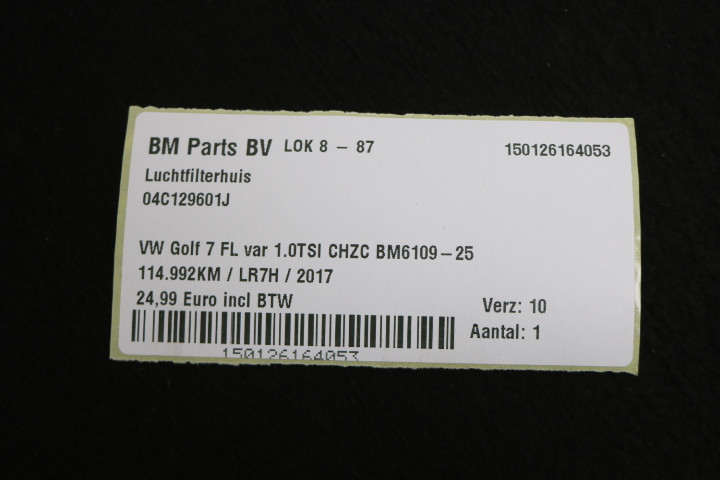 BM Parts BV LOK 8 - 87 150126164053
Luchtfilterhuis
04C129601J
VW Golf 7 FL var 1.0TSI CHZC BM6109-25
114.992KM / LR7H / 2017
24,99 Euro incl BTW
Verz: 10
Aantal: 1
150126164053